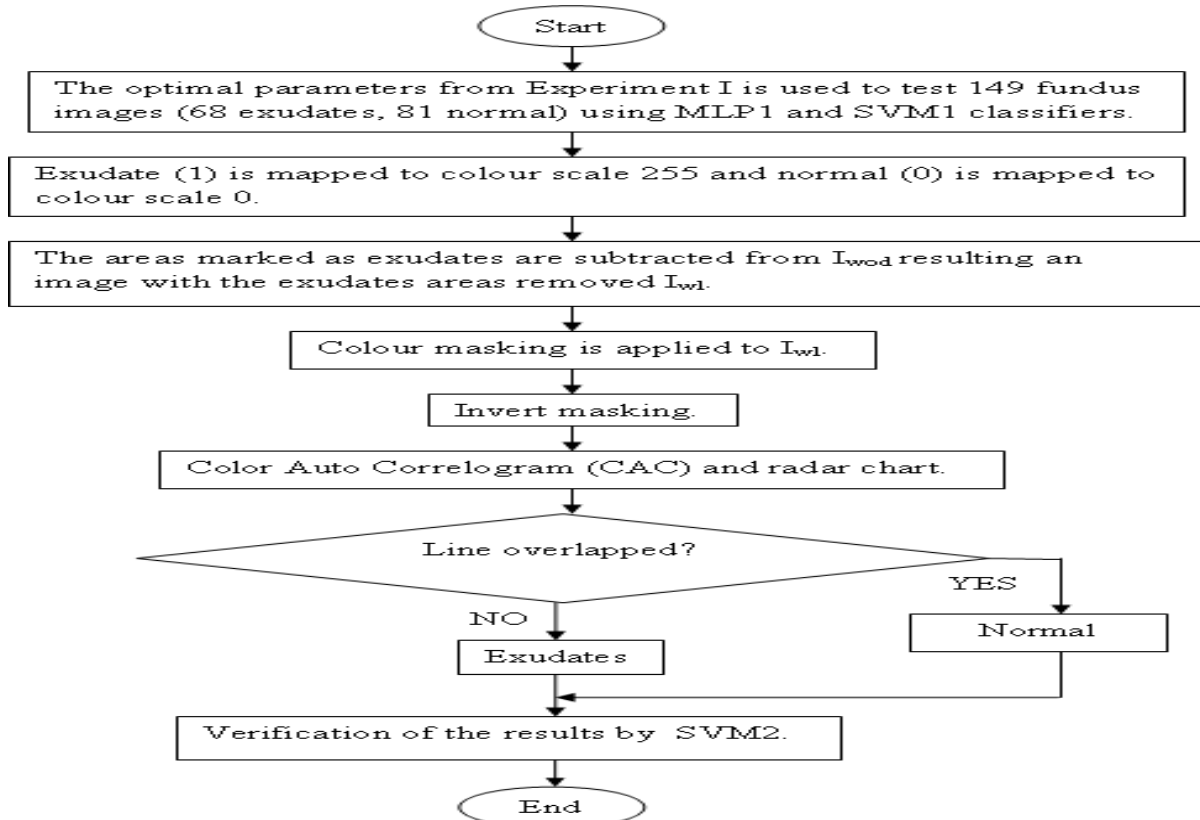 Start
The optimal parameters from Experiment I is used to test 149 fundus
images (68 exudates, 81 normal) using MLP1 and SVM1 classifiers.
Exudate (1) is mapped to colour scale 255 and normal (0) is mapped to
colour scale 0.
The areas marked as exudates are subtracted from Iwod resulting an
image with the exudates areas removed Iwl.
Colour masking is applied to Iwl.
Invert masking.
Color Auto Correlogram (CAC) and radar chart.
Line overlapped?
YES
NO
Normal
Exudates
Verification of the results by SVM2.
End